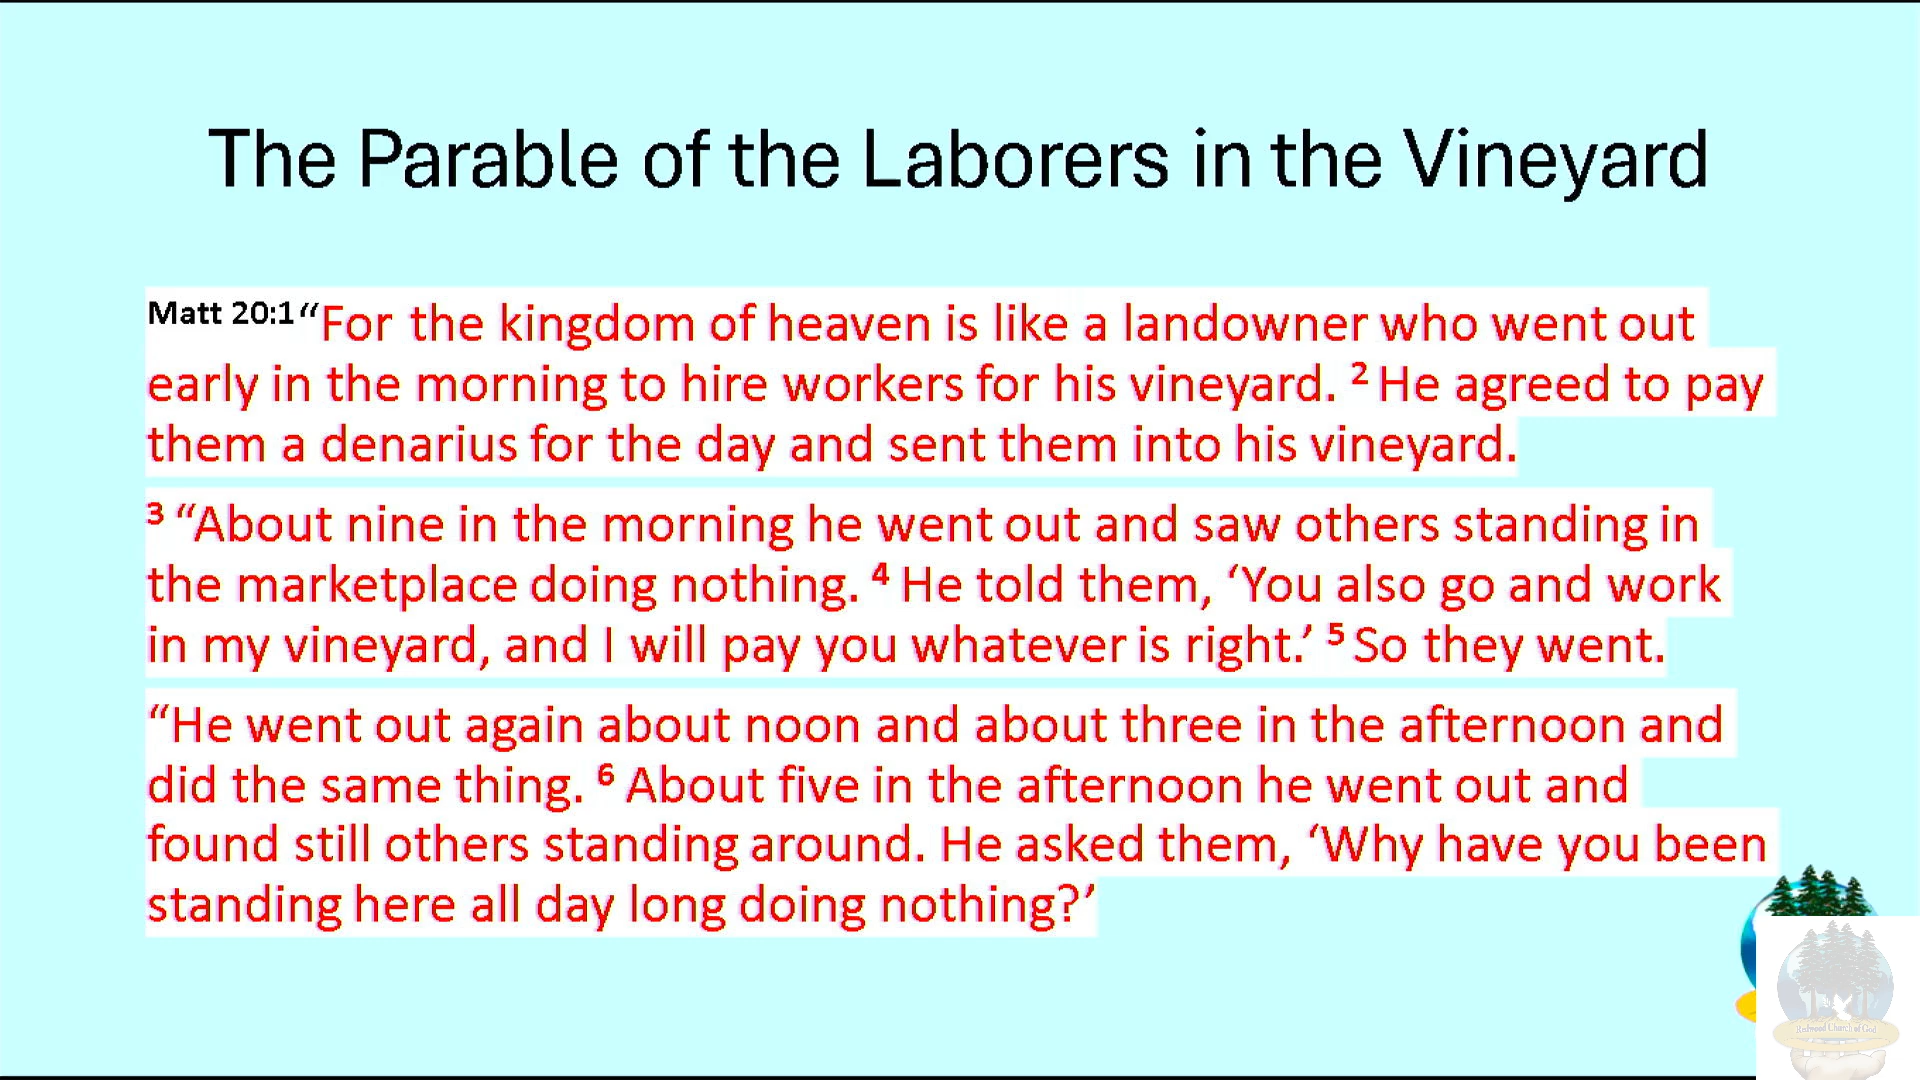 The Parable of the Laborers in the Vineyard
Matt 20:1 “For the kingdom of heaven is like a landowner who went out
early in the morning to hire workers for his vineyard. 2 He agreed to pay
them a denarius for the day and sent them into his vineyard.
3 “About nine in the morning he went out and saw others standing in
the marketplace doing nothing. 4 He told them, ‘You also go and work
in my vineyard, and I will pay you whatever is right.’ 5 So they went.
“He went out again about noon and about three in the afternoon and
did the same thing. 6 About five in the afternoon he went out and
found still others standing around. He asked them, ‘Why have you been
standing here all day long doing nothing?’
Redwood Church of God